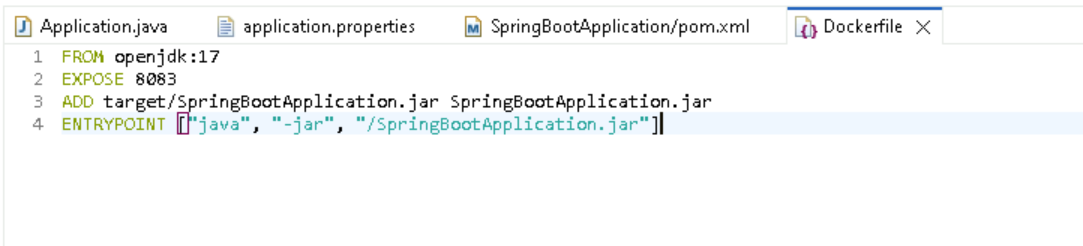 Application.java application.properties SpringBootApplication/pom.xml Dockerfile
1 FROM openjdk:17
2 EXPOSE 8083
3 ADD target/SpringBootApplication.jar SpringBootApplication.jar
4 ENTRYPOINT ["java", "-jar", "/SpringBootApplication.jar"]